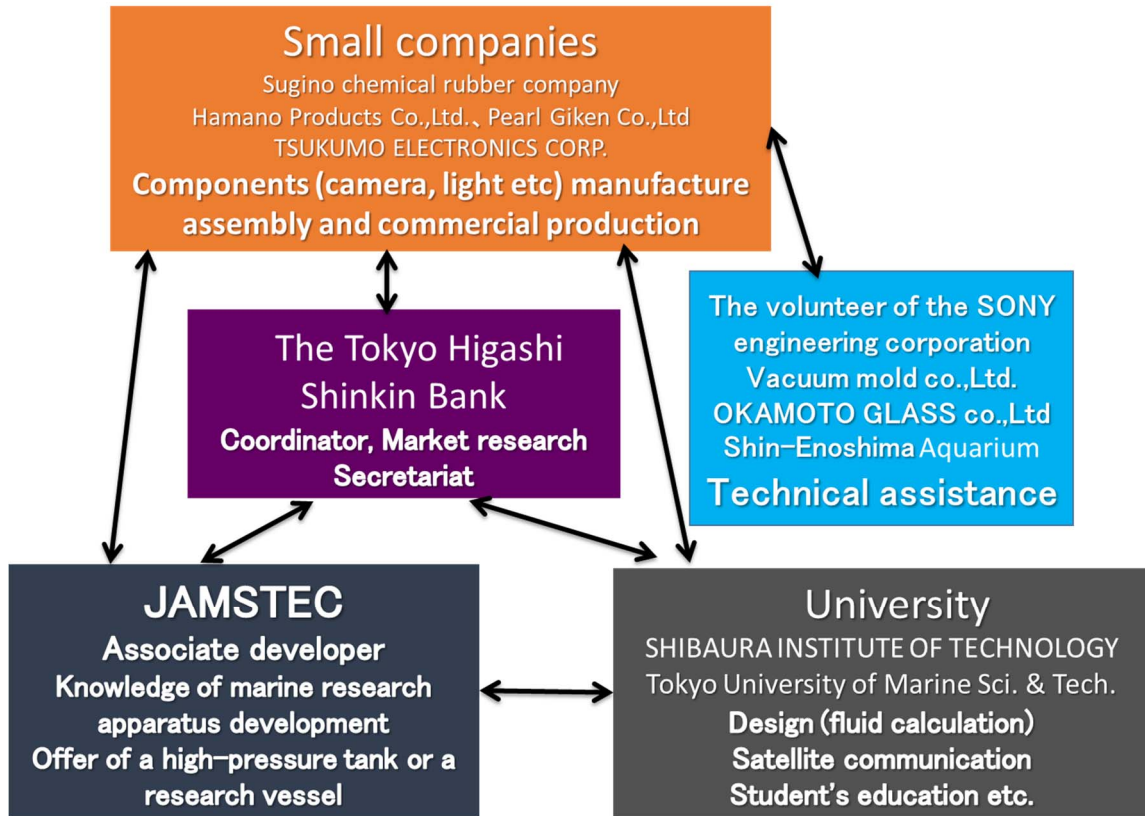 Small companies
Sugino chemical rubber company
Hamano Products Co.,Ltd.、Pearl Giken Co.,Ltd
TSUKUMO ELECTRONICS CORP.
Components (camera, light etc) manufacture
assembly and commercial production
The Tokyo Higashi
Shinkin Bank
Coordinator, Market research
Secretariat
The volunteer of the SONY
engineering corporation
Vacuum mold co.,Ltd.
OKAMOTO GLASS co.,Ltd
Shin-Enoshima Aquarium
Technical assistance
JAMSTEC
Associate developer
Knowledge of marine research
apparatus development
Offer of a high-pressure tank or a
research vessel
University
SHIBAURA INSTITUTE OF TECHNOLOGY
Tokyo University of Marine Sci. & Tech.
Design (fluid calculation)
Satellite communication
Student's education etc.